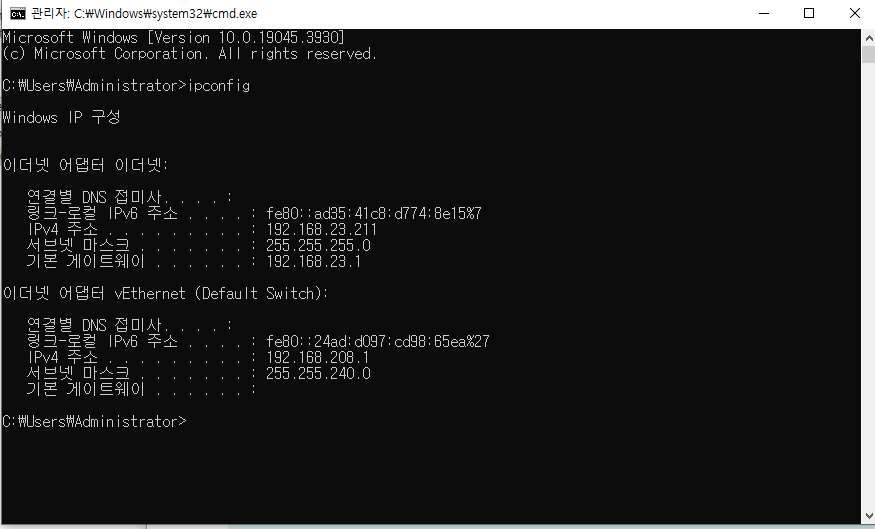 관리자: C:₩Windows₩system32₩cmd.exe
Microsoft Windows [Version 10.0.19045.3930]
(c) Microsoft Corporation. All rights reserved.
C:₩Users₩Administrator>ipconfig
Windows IP 구성
이더넷 어댑터 이더넷:
연결별 DNS 접미사. . . . :
링크-로컬 IPv6 주소 . . . . : fe80::ad35:41c8:d774:8e15%7
IPv4 주소 . . . . . . . . . : 192.168.23.211
서브넷 마스크 . . . . . . . : 255.255.255.0
기본 게이트웨이 . . . . . . : 192.168.23.1
이더넷 어댑터 vEthernet (Default Switch):
연결별 DNS 접미사. . . . :
링크-로컬 IPv6 주소 . . . . : fe80::24ad:d097:cd98:65ea%27
IPv4 주소 . . . . . . . . . : 192.168.208.1
서브넷 마스크 . . . . . . . : 255.255.240.0
기본 게이트웨이 . . . . . . :
C:₩Users₩Administrator>